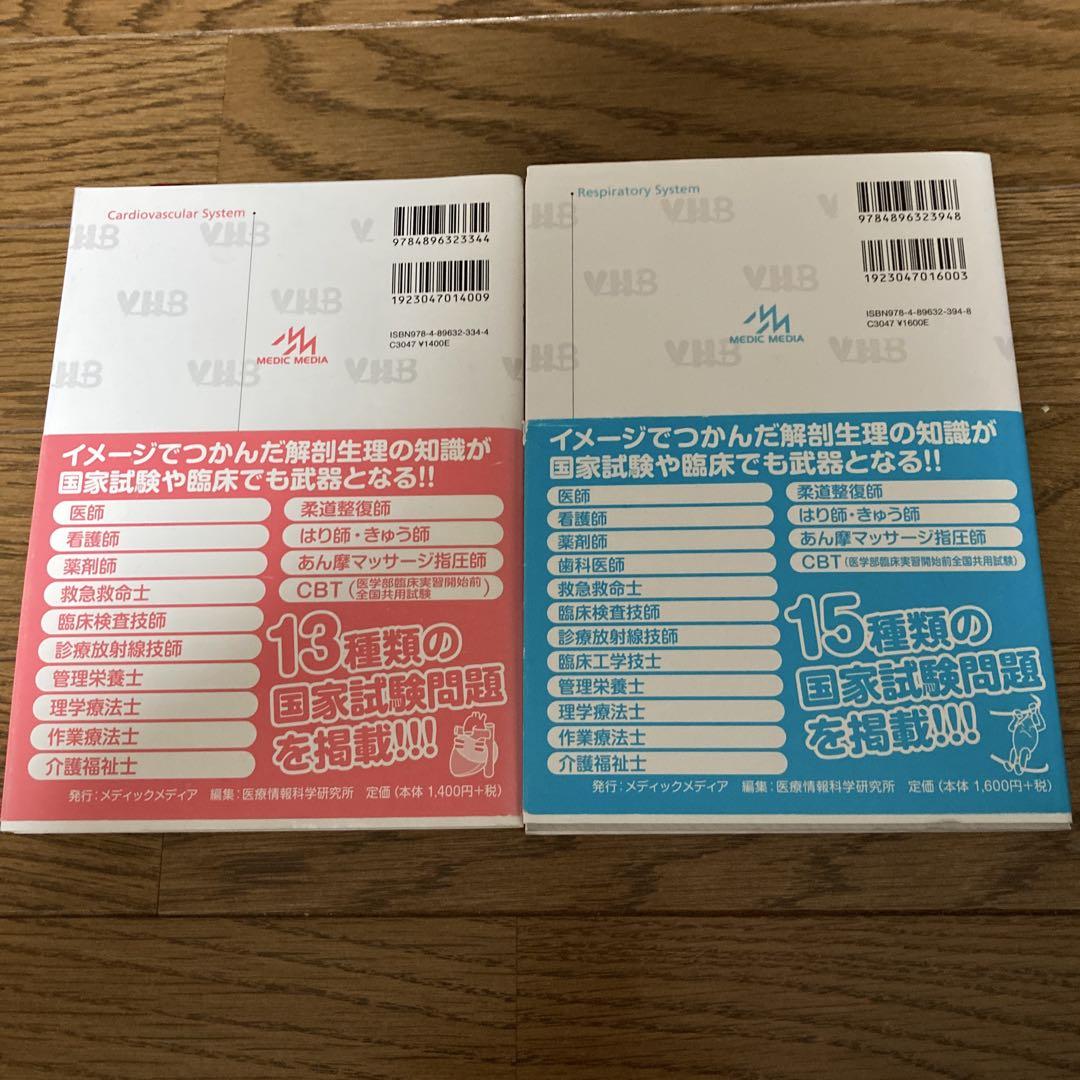 Cardiovascular System
VHB
9784896323344
1923047014009
ISBN978-4-89632-334-4
C3047 ¥1400E
MEDIC MEDIA
イメージでつかんだ解剖生理の知識が
国家試験や臨床でも武器となる!!
医師
看護師
薬剤師
救急救命士
臨床検査技師
診療放射線技師
管理栄養士
理学療法士
作業療法士
介護福祉士
柔道整復師
はり師・きゅう師
あん摩マッサージ指圧師
CBT(医学部臨床実習開始前
全国共用試験)
13種類の
国家試験問題
を掲載!!!
発行:メディックメディア 編集:医療情報科学研究所 定価(本体 1,400円+税)
Respiratory System
VHB
9784896323948
1923047016003
ISBN978-4-89632-394-8
C3047 ¥1600E
MEDIC MEDIA
イメージでつかんだ解剖生理の知識が
国家試験や臨床でも武器となる!!
医師
看護師
薬剤師
歯科医師
救急救命士
臨床検査技師
診療放射線技師
臨床工学技士
管理栄養士
理学療法士
作業療法士
介護福祉士
柔道整復師
はり師・きゅう師
あん摩マッサージ指圧師
CBT(医学部臨床実習開始前全国共用試験)
15種類の
国家試験問題
を掲載!!!
発行:メディックメディア 編集:医療情報科学研究所 定価(本体 1,600円+税)